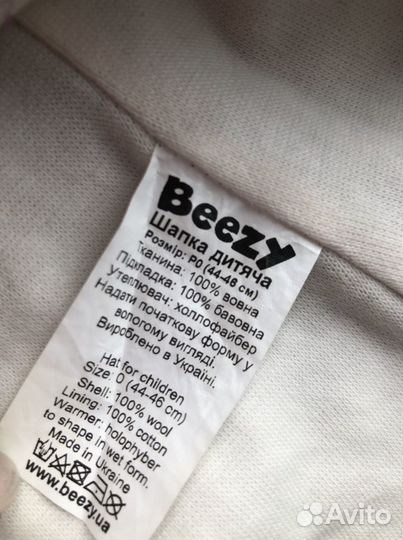 Beezy
Шапка дитяча
Розмір: Р0 (44-46 см)
Тканина: 100% вовна
Підкладка: 100% бавовна
Утеплювач: холлофайбер
Надати початкову форму у
вологому вигляді.
Вироблено в Україні.
Hat for children
Size: 0 (44-46 cm)
Shell: 100% wool
Lining: 100% cotton
Warmer: holophyber
to shape in wet form.
Made in Ukraine
www.beezy.ua
Avito